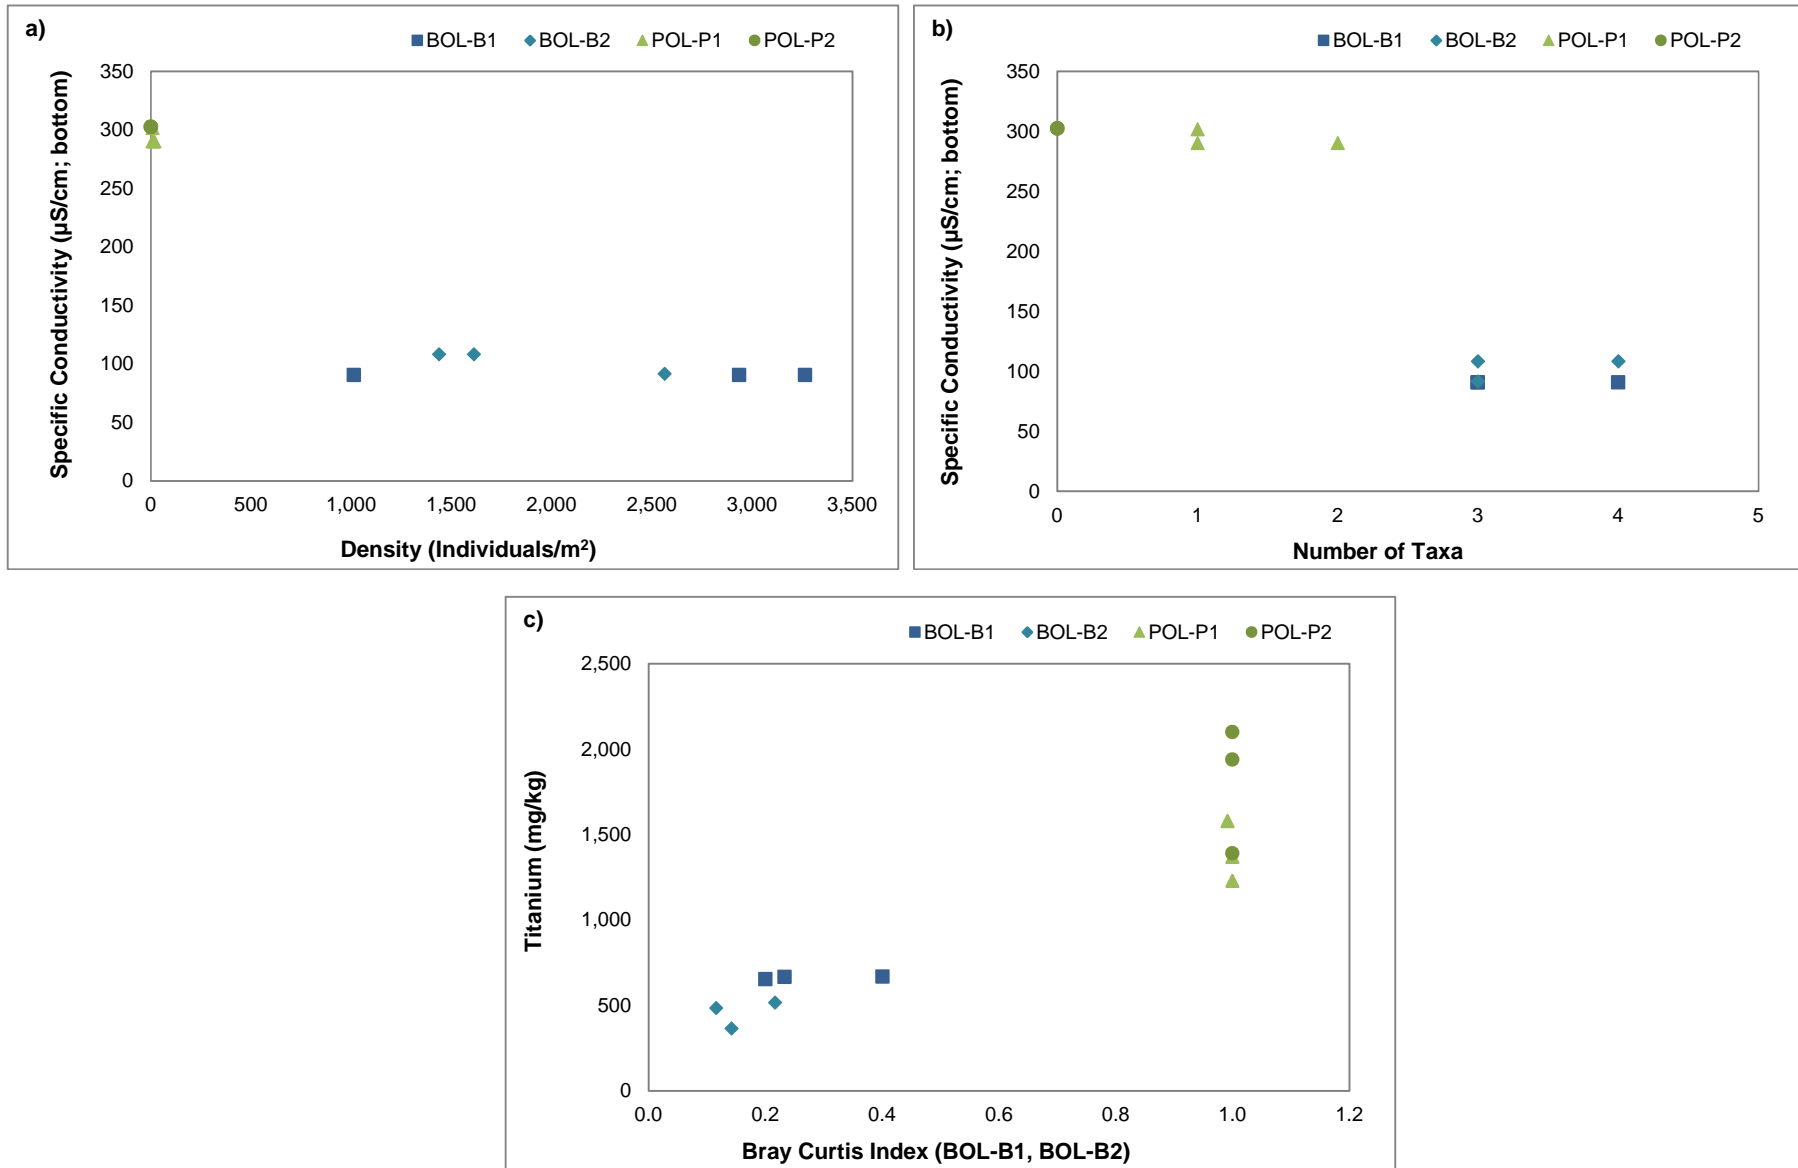 a)
BOL-B1 BOL-B2 POL-P1 POL-P2
350
300
250
200
150
100
50
0
0 500 1,000 1,500 2,000 2,500 3,000 3,500
Specific Conductivity (µS/cm; bottom)
Density (Individuals/m²)
b)
BOL-B1 BOL-B2 POL-P1 POL-P2
350
300
250
200
150
100
50
0
0 1 2 3 4 5
Specific Conductivity (µS/cm; bottom)
Number of Taxa
c)
BOL-B1 BOL-B2 POL-P1 POL-P2
2,500
2,000
1,500
1,000
500
0
0.0 0.2 0.4 0.6 0.8 1.0 1.2
Titanium (mg/kg)
Bray Curtis Index (BOL-B1, BOL-B2)